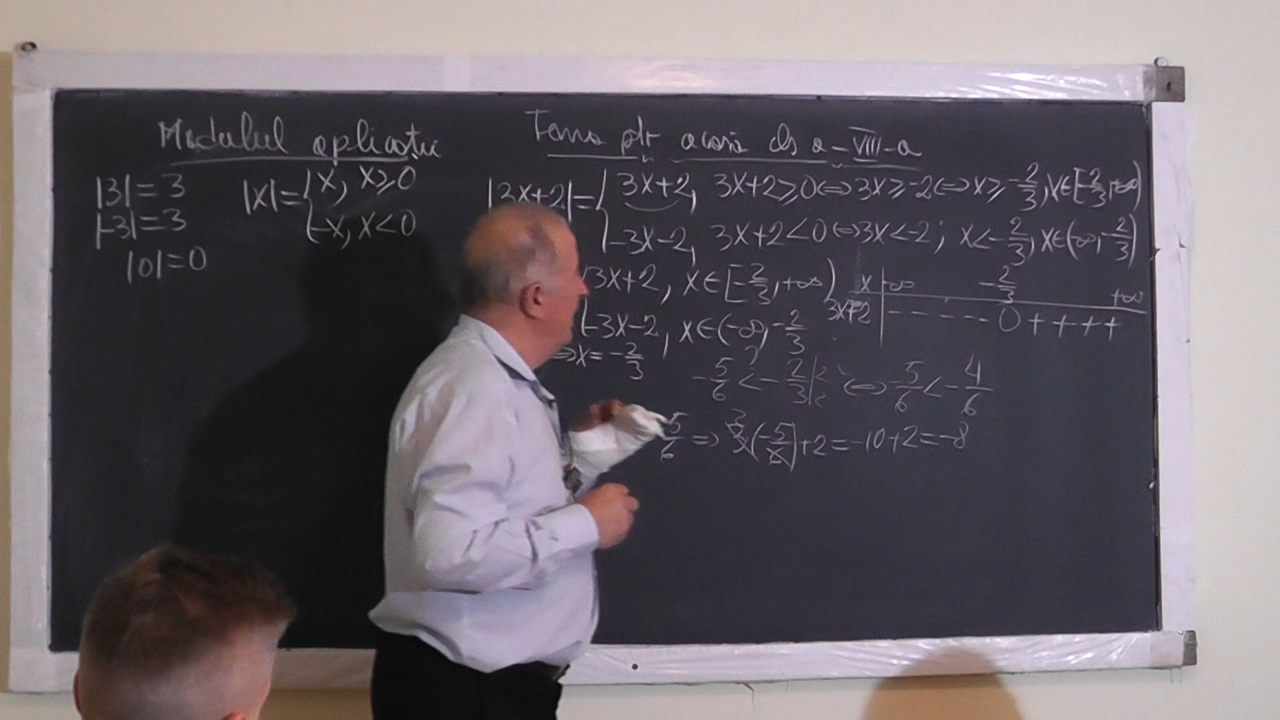 Modulul aplicație
|3|=3
|-3|=3
|0|=0
|x|={x, x≥0
{-x, x<0
Tema ptr acasă cls a-VIII-a
|3x+2|={3x+2, 3x+2≥0⇔3x≥-2⇔x≥-2/3, x∈[-2/3,+∞)
{-3x-2, 3x+2<0⇔3x<-2; x<-2/3, x∈(-∞,-2/3)
{3x+2, x∈[-2/3,+∞)
{-3x-2, x∈(-∞,-2/3
x -∞ -2/3 +∞
3x+2 - - - - - 0 + + + +
⇒x=-2/3
-5/6<-2/3 ⇔ -5/6<-4/6
5/6 ⇒ (-5/6)+2=-10+2=-8